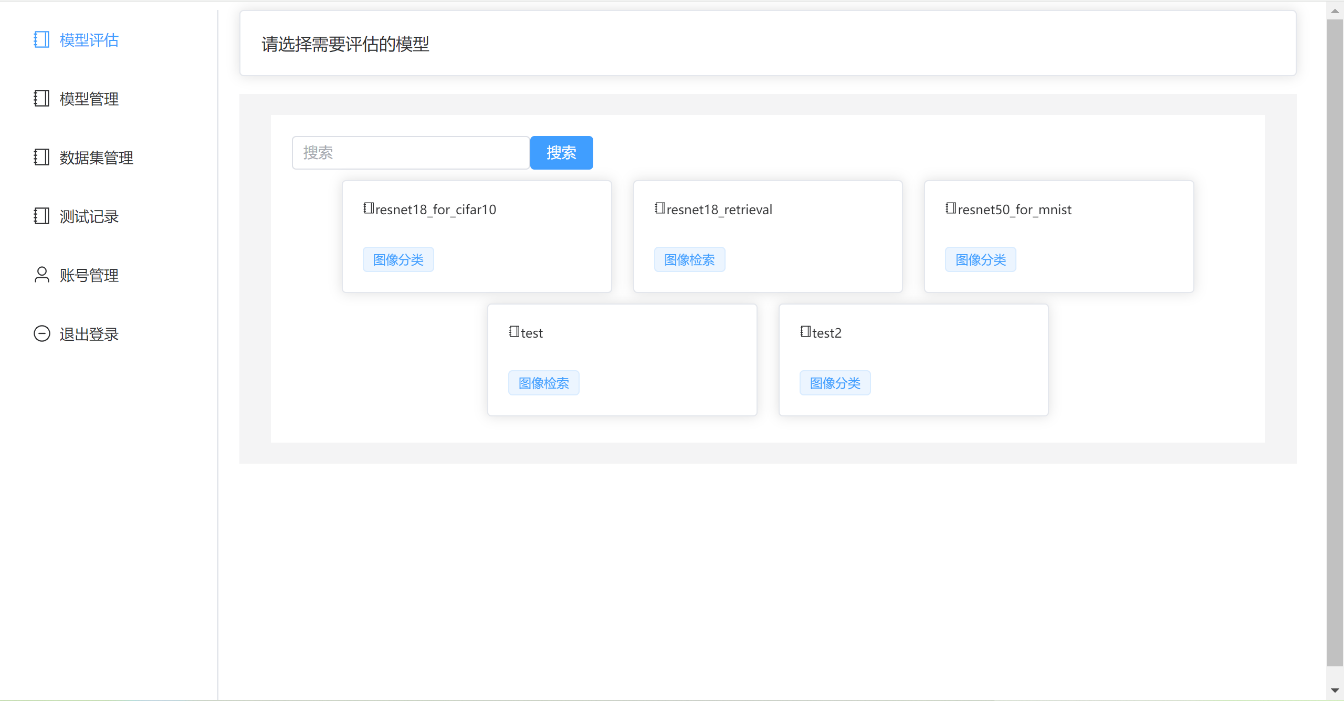 模型评估
模型管理
数据集管理
测试记录
账号管理
退出登录
请选择需要评估的模型
搜索
搜索
resnet18_for_cifar10
图像分类
resnet18_retrieval
图像检索
resnet50_for_mnist
图像分类
test
图像检索
test2
图像分类